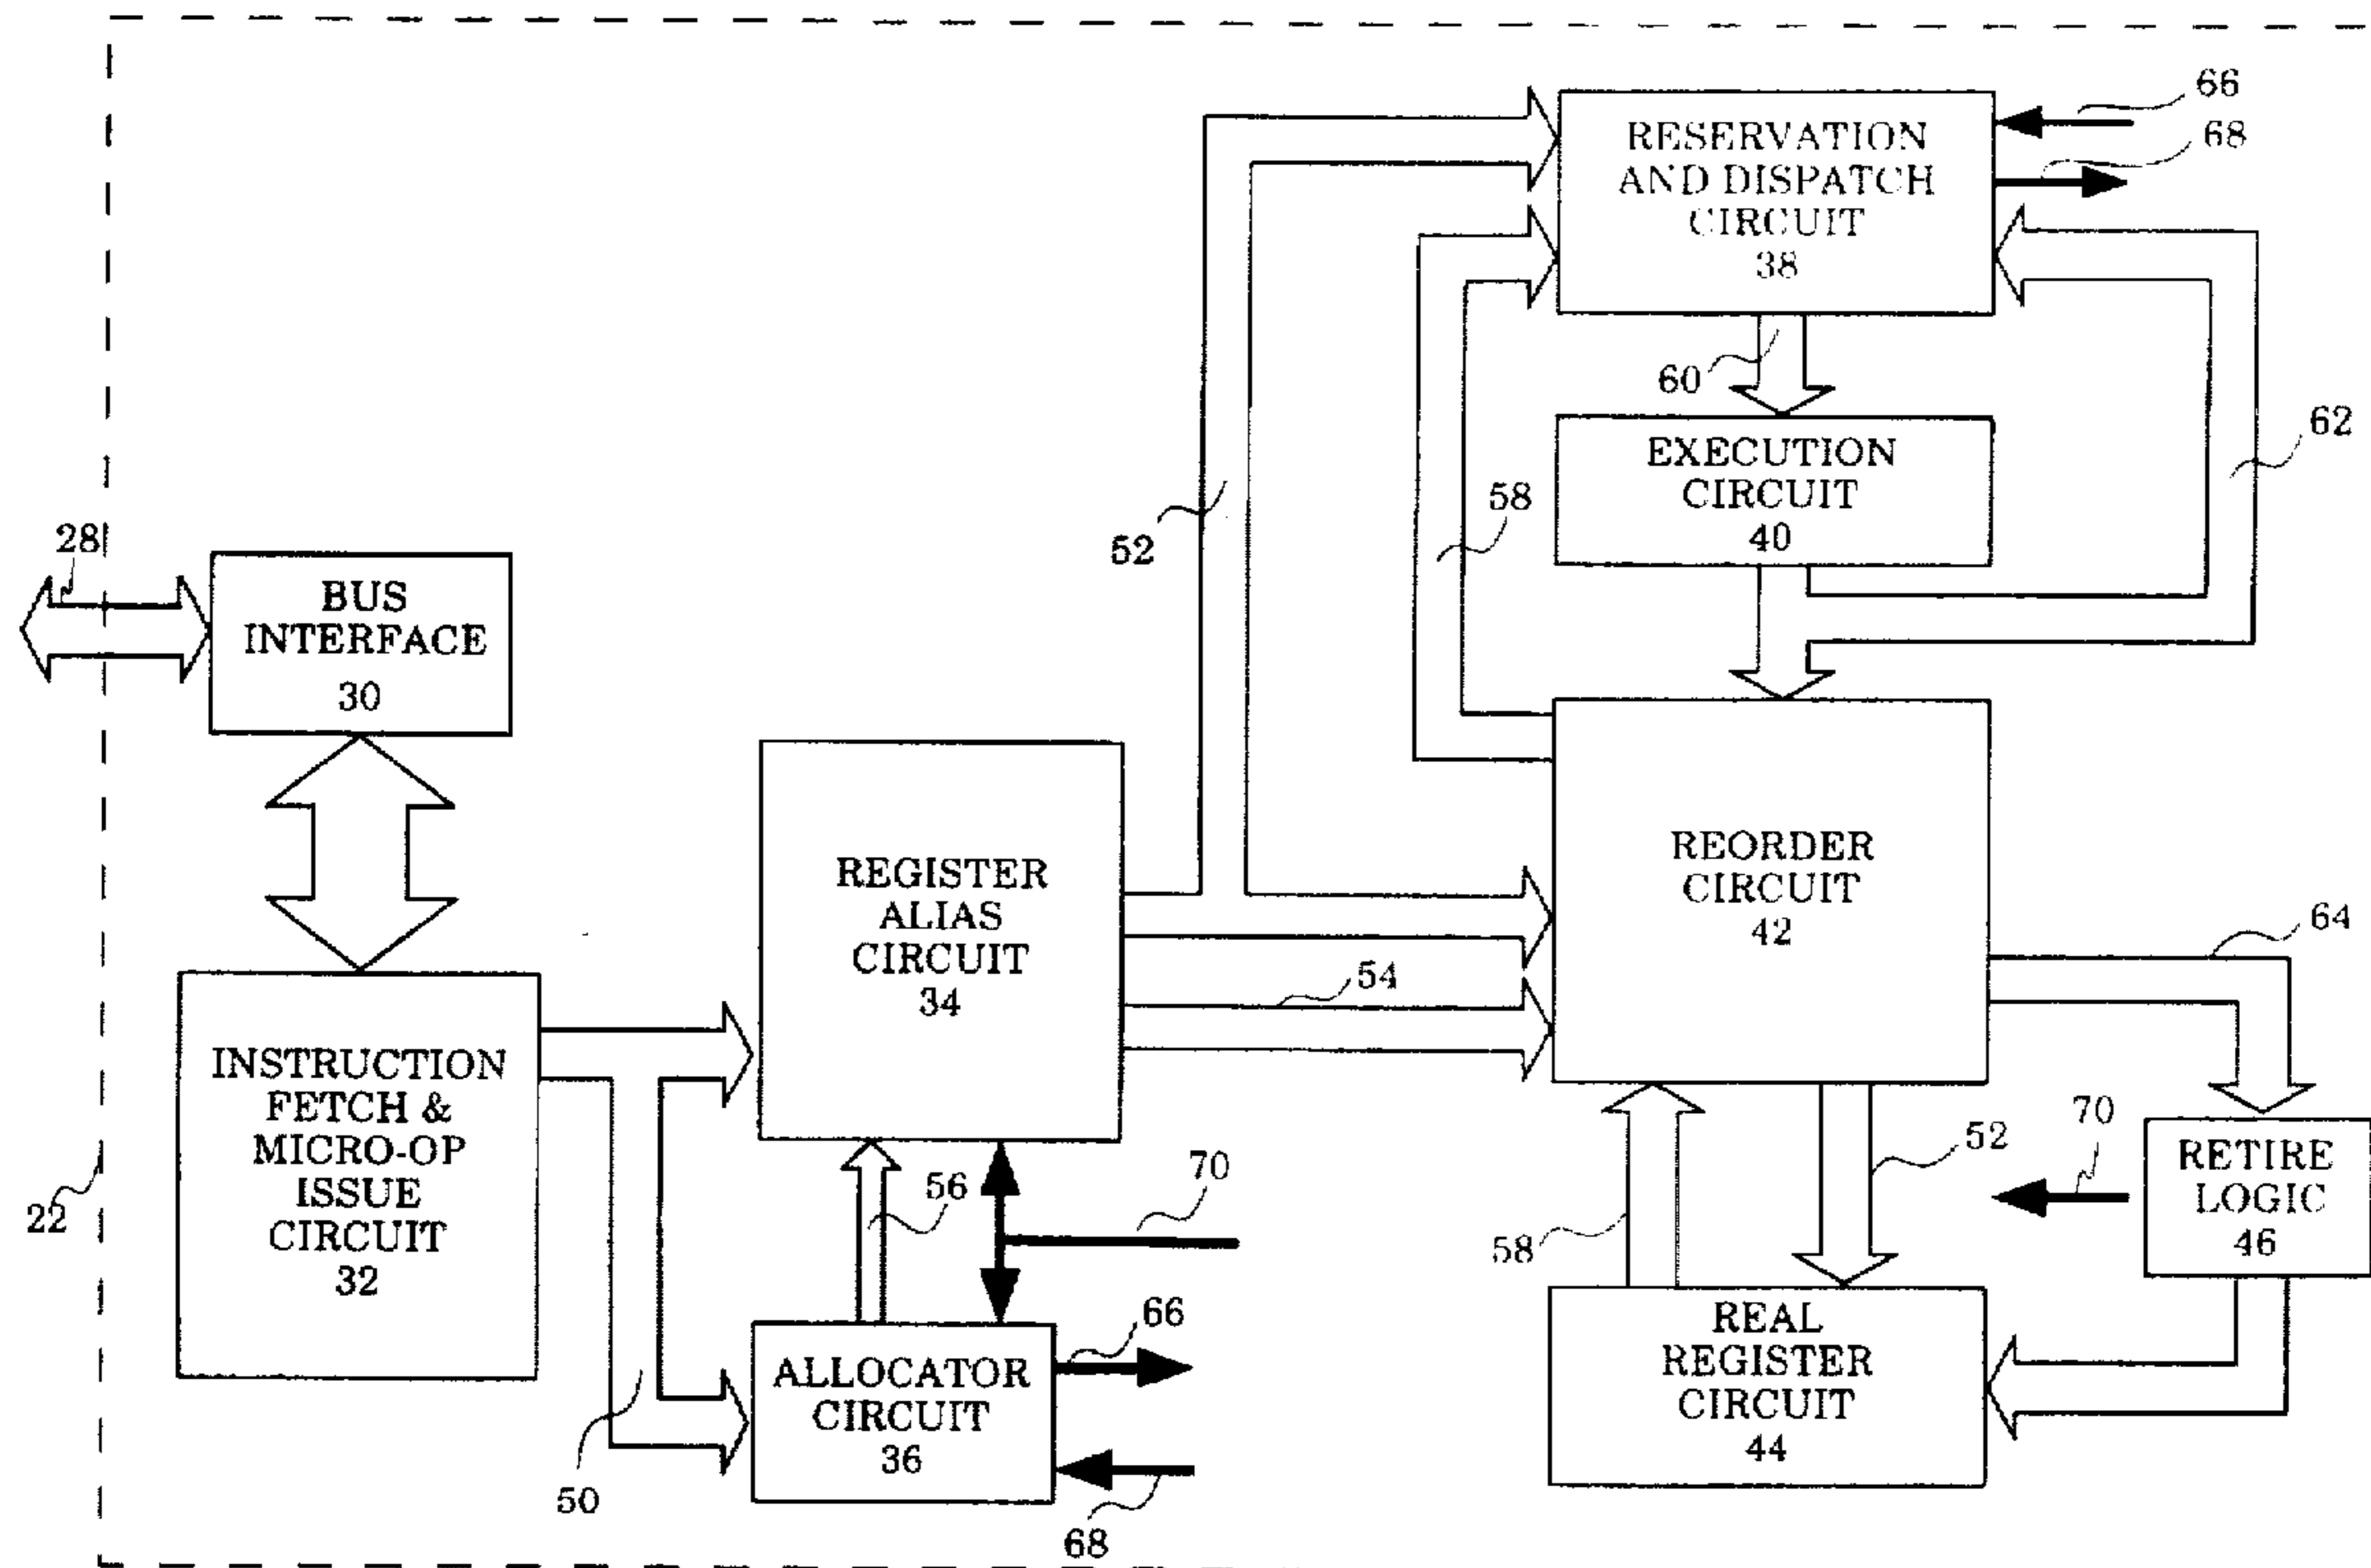 66
RESERVATION
AND DISPATCH
CIRCUIT
38
68
60
EXECUTION
CIRCUIT
40
62
58
52
28
BUS
INTERFACE
30
REGISTER
ALIAS
CIRCUIT
34
REORDER
CIRCUIT
42
64
54
INSTRUCTION
FETCH &
MICRO-OP
ISSUE
CIRCUIT
32
22
56
70
52
70
RETIRE
LOGIC
46
58
66
ALLOCATOR
CIRCUIT
36
REAL
REGISTER
CIRCUIT
44
50
68